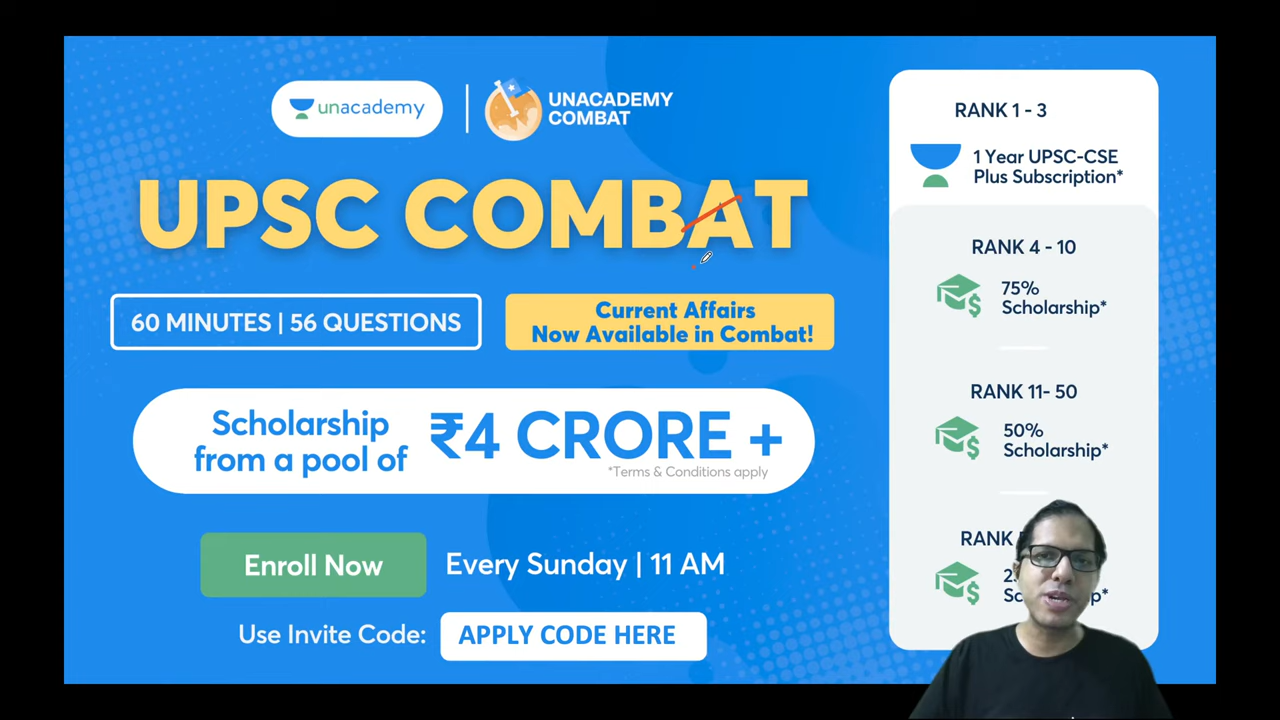 unacademy
UNACADEMY
COMBAT
UPSC COMBAT
60 MINUTES | 56 QUESTIONS
Current Affairs
Now Available in Combat!
Scholarship
from a pool of
₹4 CRORE +
*Terms & Conditions apply
Enroll Now
Every Sunday | 11 AM
Use Invite Code:
APPLY CODE HERE
RANK 1 - 3
1 Year UPSC-CSE
Plus Subscription*
RANK 4 - 10
75%
Scholarship*
RANK 11- 50
50%
Scholarship*
RANK